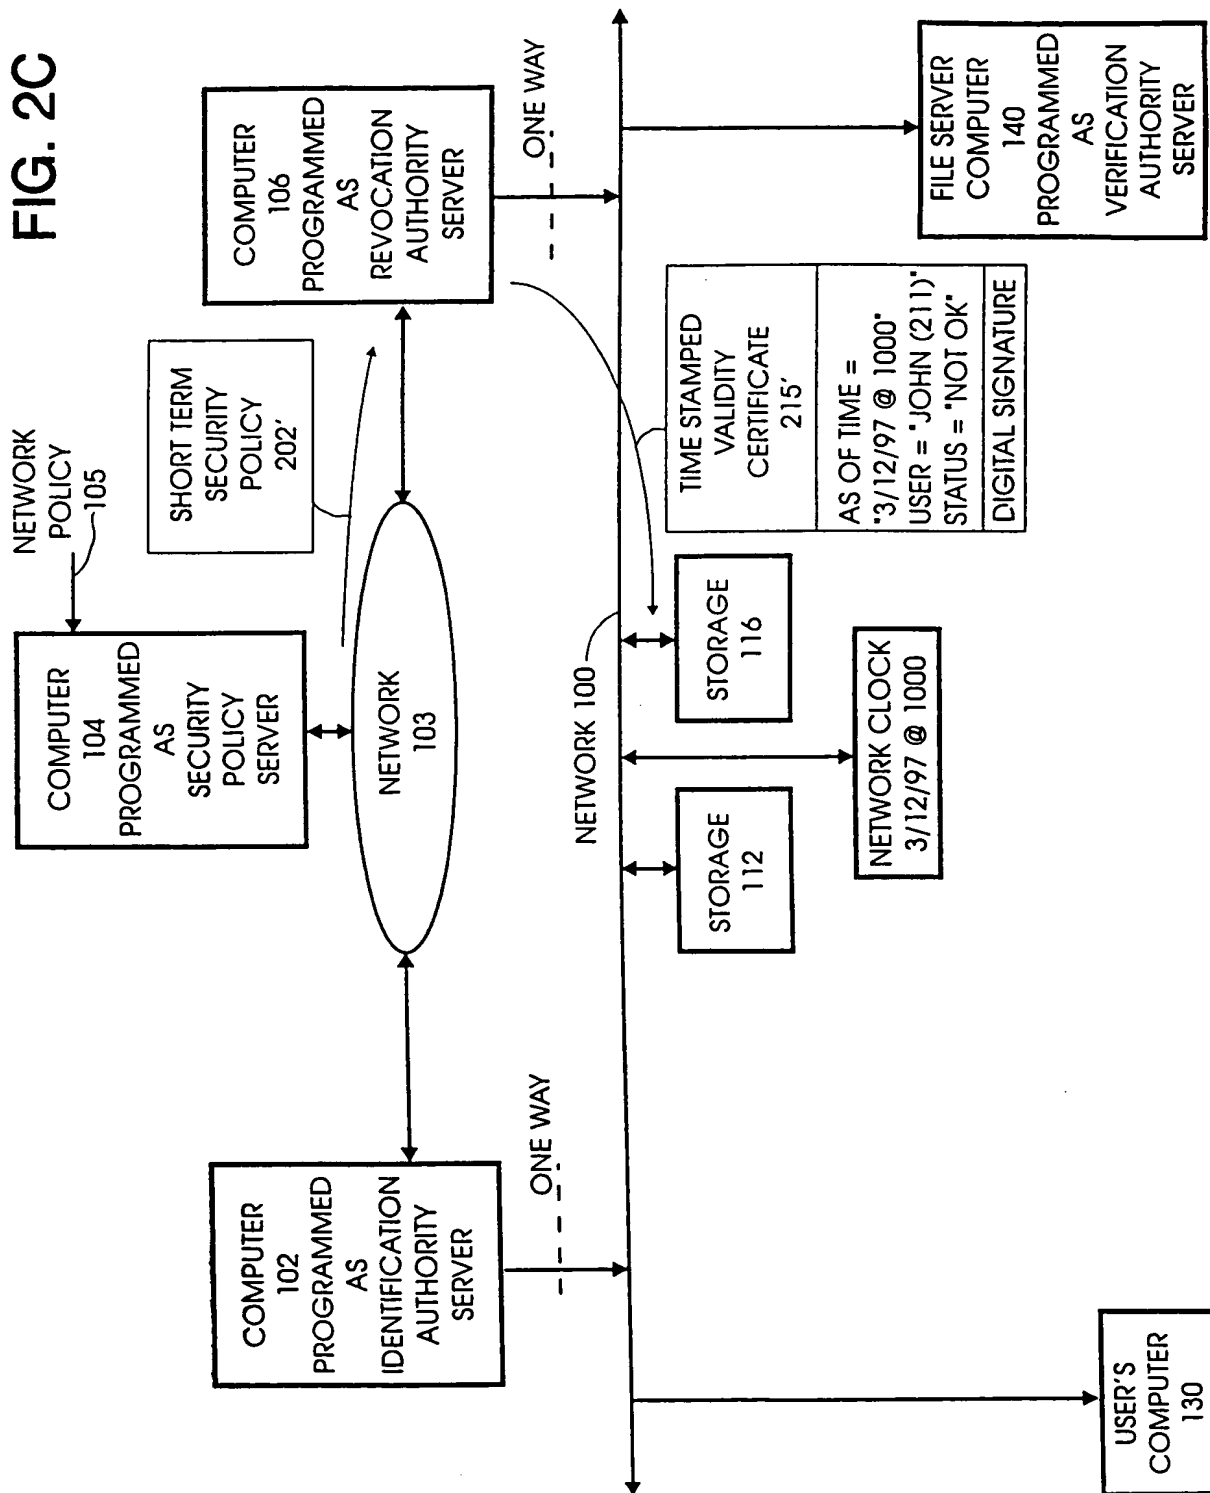 FIG. 2C
NETWORK
POLICY
105
COMPUTER
104
PROGRAMMED
AS
SECURITY
POLICY
SERVER
SHORT TERM
SECURITY
POLICY
202'
COMPUTER
102
PROGRAMMED
AS
IDENTIFICATION
AUTHORITY
SERVER
NETWORK
103
COMPUTER
106
PROGRAMMED
AS
REVOCATION
AUTHORITY
SERVER
ONE WAY
ONE WAY
NETWORK 100
STORAGE
112
STORAGE
116
TIME STAMPED
VALIDITY
CERTIFICATE
215'
AS OF TIME =
"3/12/97 @ 1000"
USER = "JOHN (211)"
STATUS = "NOT OK"
DIGITAL SIGNATURE
NETWORK CLOCK
3/12/97 @ 1000
USER'S
COMPUTER
130
FILE SERVER
COMPUTER
140
PROGRAMMED
AS
VERIFICATION
AUTHORITY
SERVER